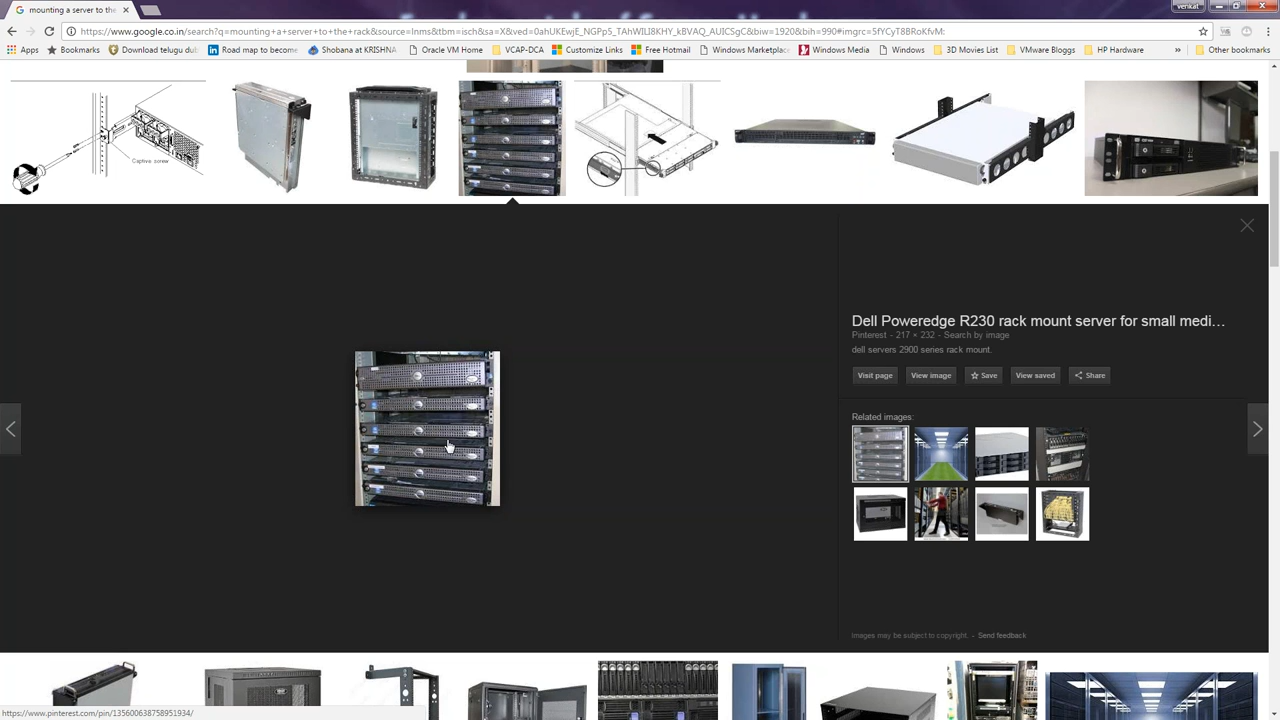 mounting a server to the
venkat
https://www.google.co.in/search?q=mounting+a+server+to+the+rack&source=lnms&tbm=isch&sa=X&ved=0ahUKEwjE_NGPp5_TAhWILI8KHY_kBVAQ_AUICSgC&biw=1920&bih=990#imgrc=5fYCyT8BRoKfvM:
Apps Bookmarks Download telugu dub Road map to become Shobana at KRISHNA Oracle VM Home VCAP-DCA Customize Links Free Hotmail Windows Marketplace Windows Media Windows 3D Movies List VMware Bloggs HP Hardware » Other bookmarks
Captive screw
Dell Poweredge R230 rack mount server for small medi...
Pinterest - 217 × 232 - Search by image
dell servers 2900 series rack mount.
Visit page View image Save View saved Share
Related images:
Images may be subject to copyright. - Send feedback
https://www.pinterest.com/pin/135600638758951934/